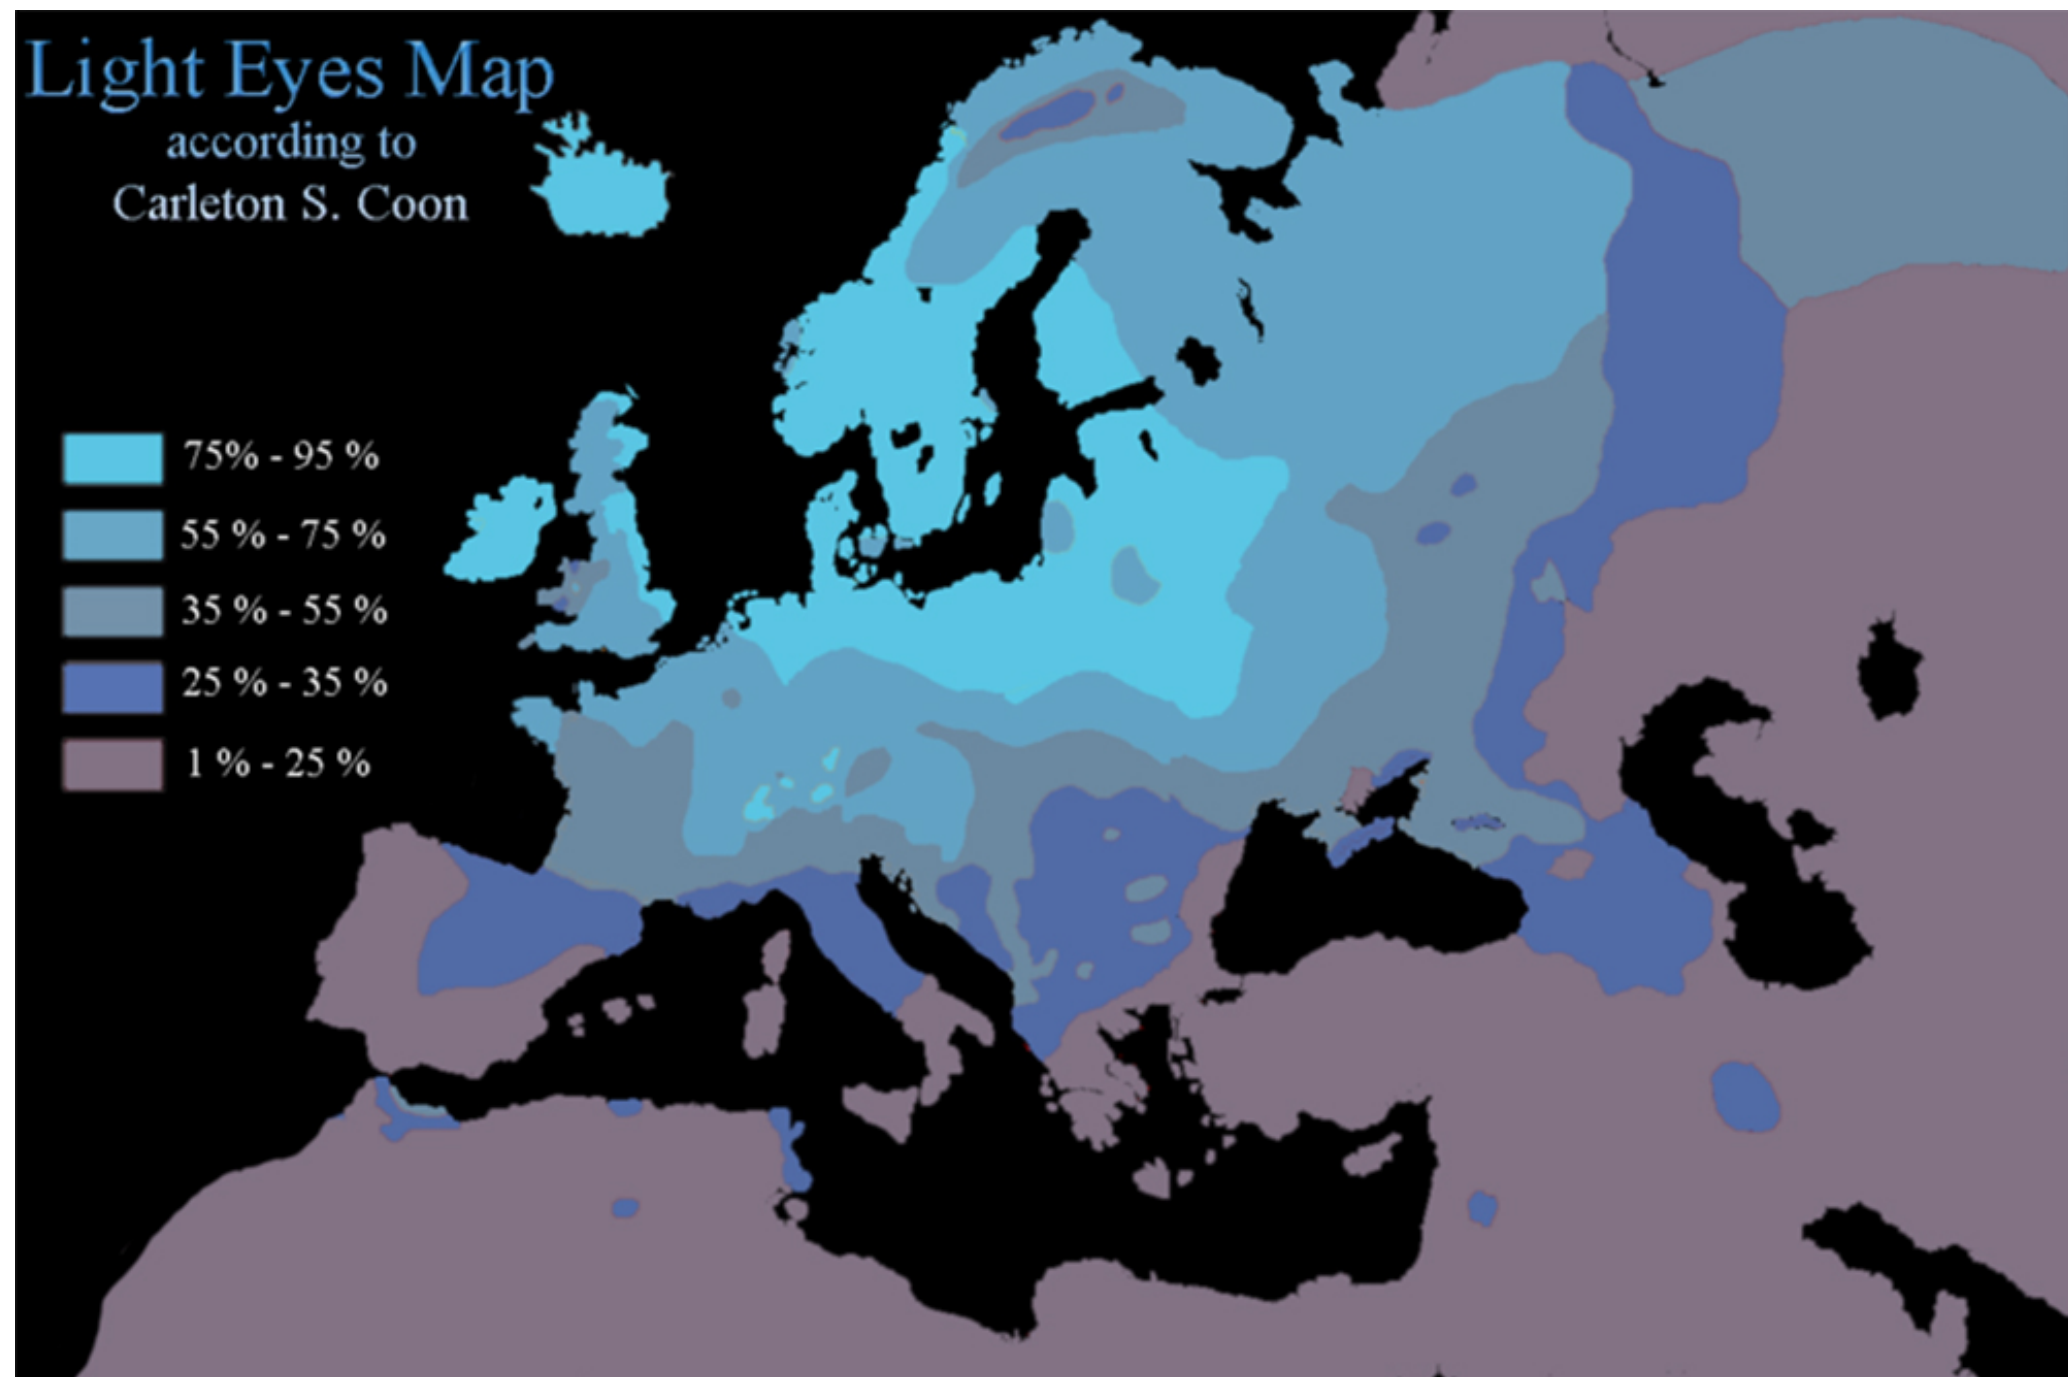 Light Eyes Map
according to
Carleton S. Coon
75% - 95 %
55 % - 75 %
35 % - 55 %
25 % - 35 %
1 % - 25 %